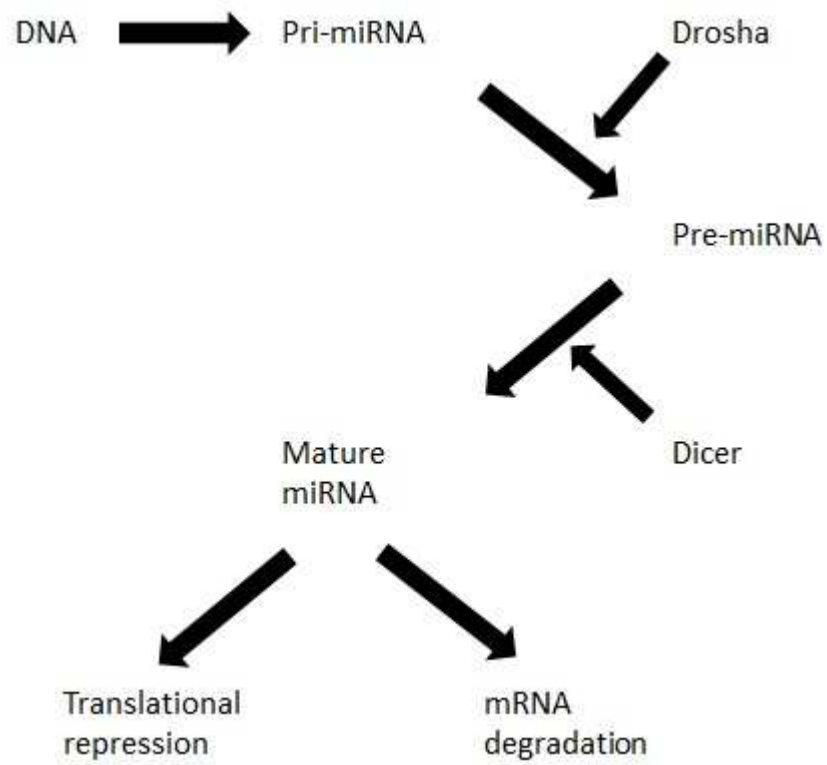 DNA
Pri-miRNA
Drosha
Pre-miRNA
Mature
miRNA
Dicer
Translational
repression
mRNA
degradation